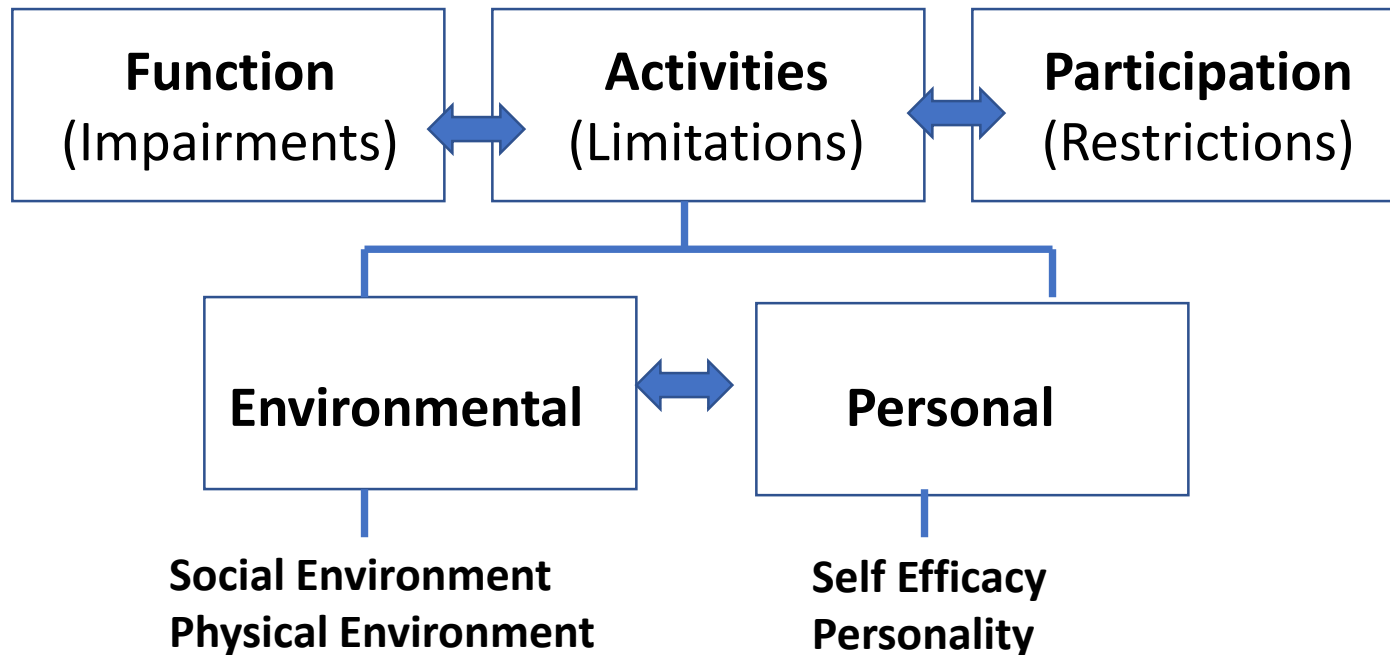 Function
(Impairments)
Activities
(Limitations)
Participation
(Restrictions)
Environmental
Personal
Social Environment
Physical Environment
Self Efficacy
Personality